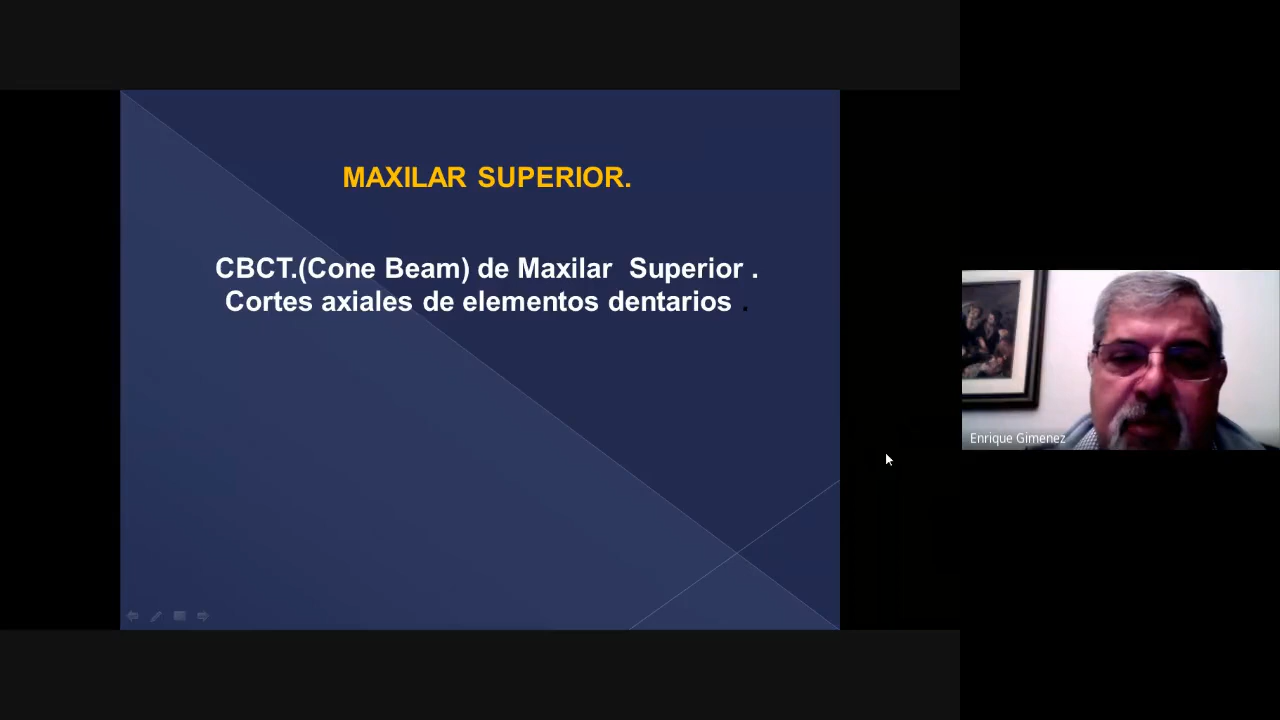 MAXILAR SUPERIOR.
CBCT.(Cone Beam) de Maxilar Superior .
Cortes axiales de elementos dentarios .
Enrique Gimenez